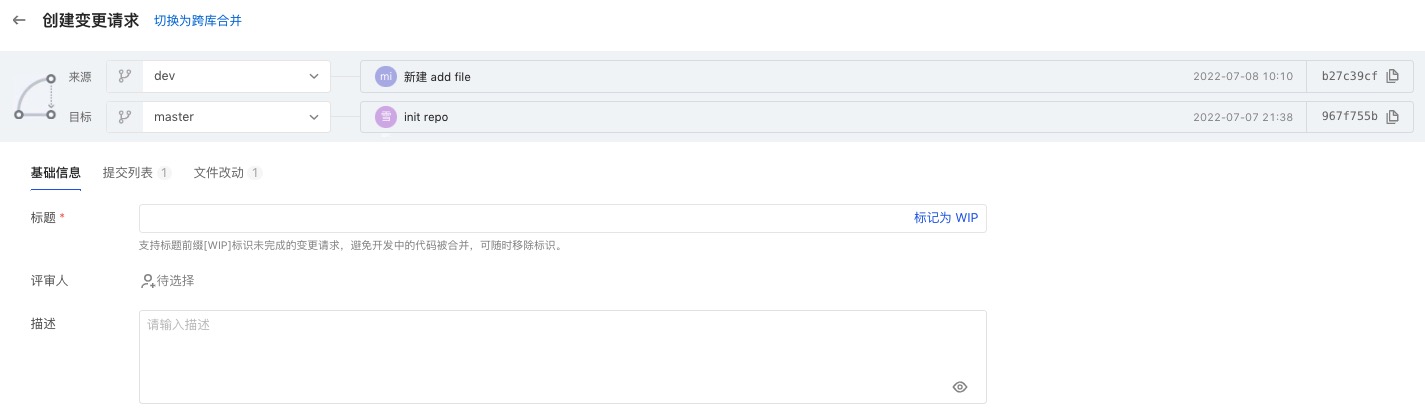 创建变更请求 切换为跨库合并
来源 dev mi 新建 add file 2022-07-08 10:10 b27c39cf
目标 master 雪 init repo 2022-07-07 21:38 967f755b
基础信息 提交列表 1 文件改动 1
标题 * 标记为 WIP
支持标题前缀[WIP]标识未完成的变更请求，避免开发中的代码被合并，可随时移除标识。
评审人 待选择
描述 请输入描述